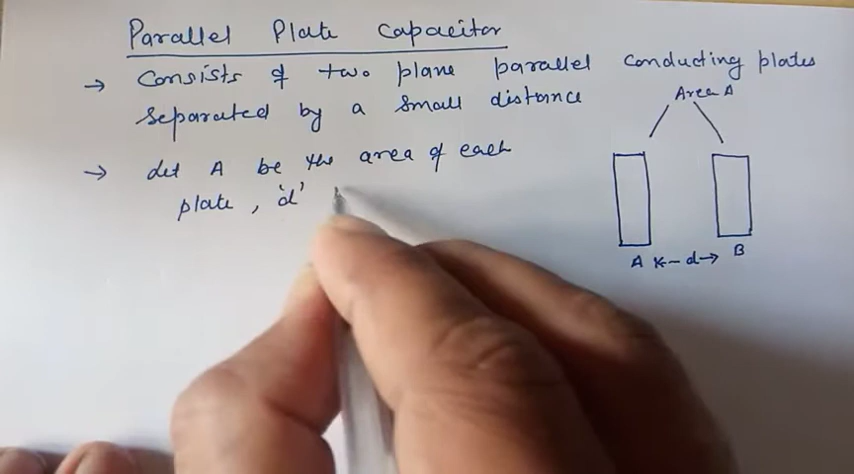 Parallel Plate Capacitor
→ Consists of two plane parallel conducting plates
separated by a small distance
→ Let A be the area of each
plate, 'd'
Area A
A ← d → B